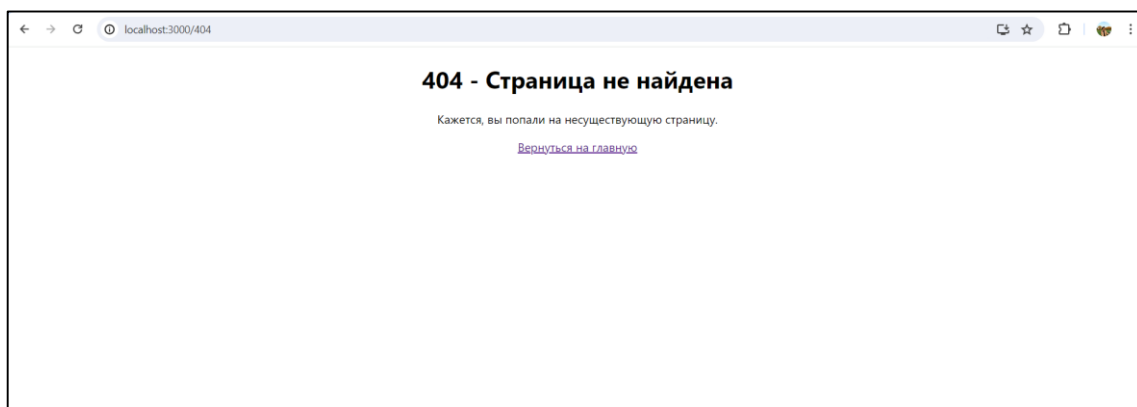 localhost:3000/404
404 - Страница не найдена
Кажется, вы попали на несуществующую страницу.
Вернуться на главную